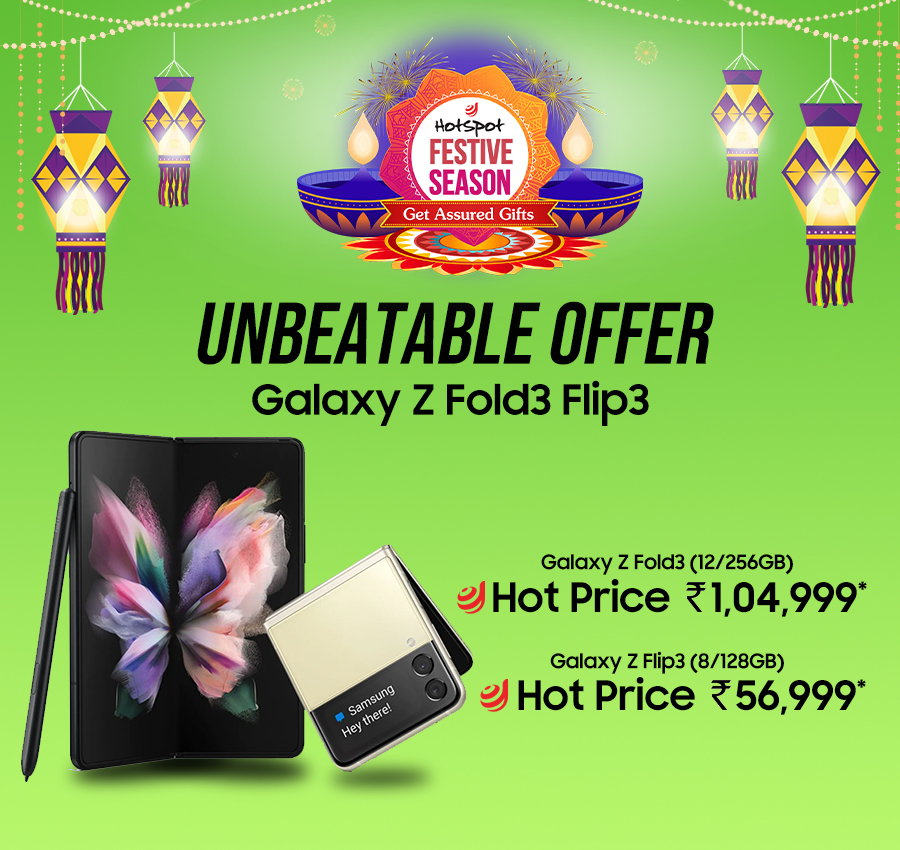 Hotspot
FESTIVE
SEASON
Get Assured Gifts
UNBEATABLE OFFER
Galaxy Z Fold3 Flip3
Galaxy Z Fold3 (12/256GB)
Hot Price ₹1,04,999*
Galaxy Z Flip3 (8/128GB)
Hot Price ₹56,999*
Samsung
Hey there!